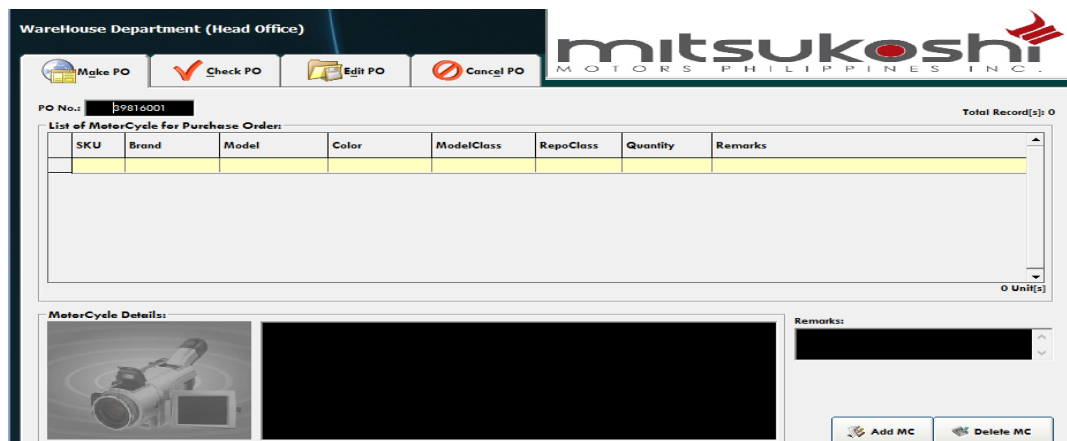 WareHouse Department (Head Office)
mitsukoshi
MOTORS PHILIPPINES INC.
Make PO
Check PO
Edit PO
Cancel PO
PO No.: 39816001
Total Record[s]: 0
List of MotorCycle for Purchase Order:
SKU Brand Model Color ModelClass RepoClass Quantity Remarks
0 Unit[s]
MotorCycle Details:
Remarks:
Add MC
Delete MC